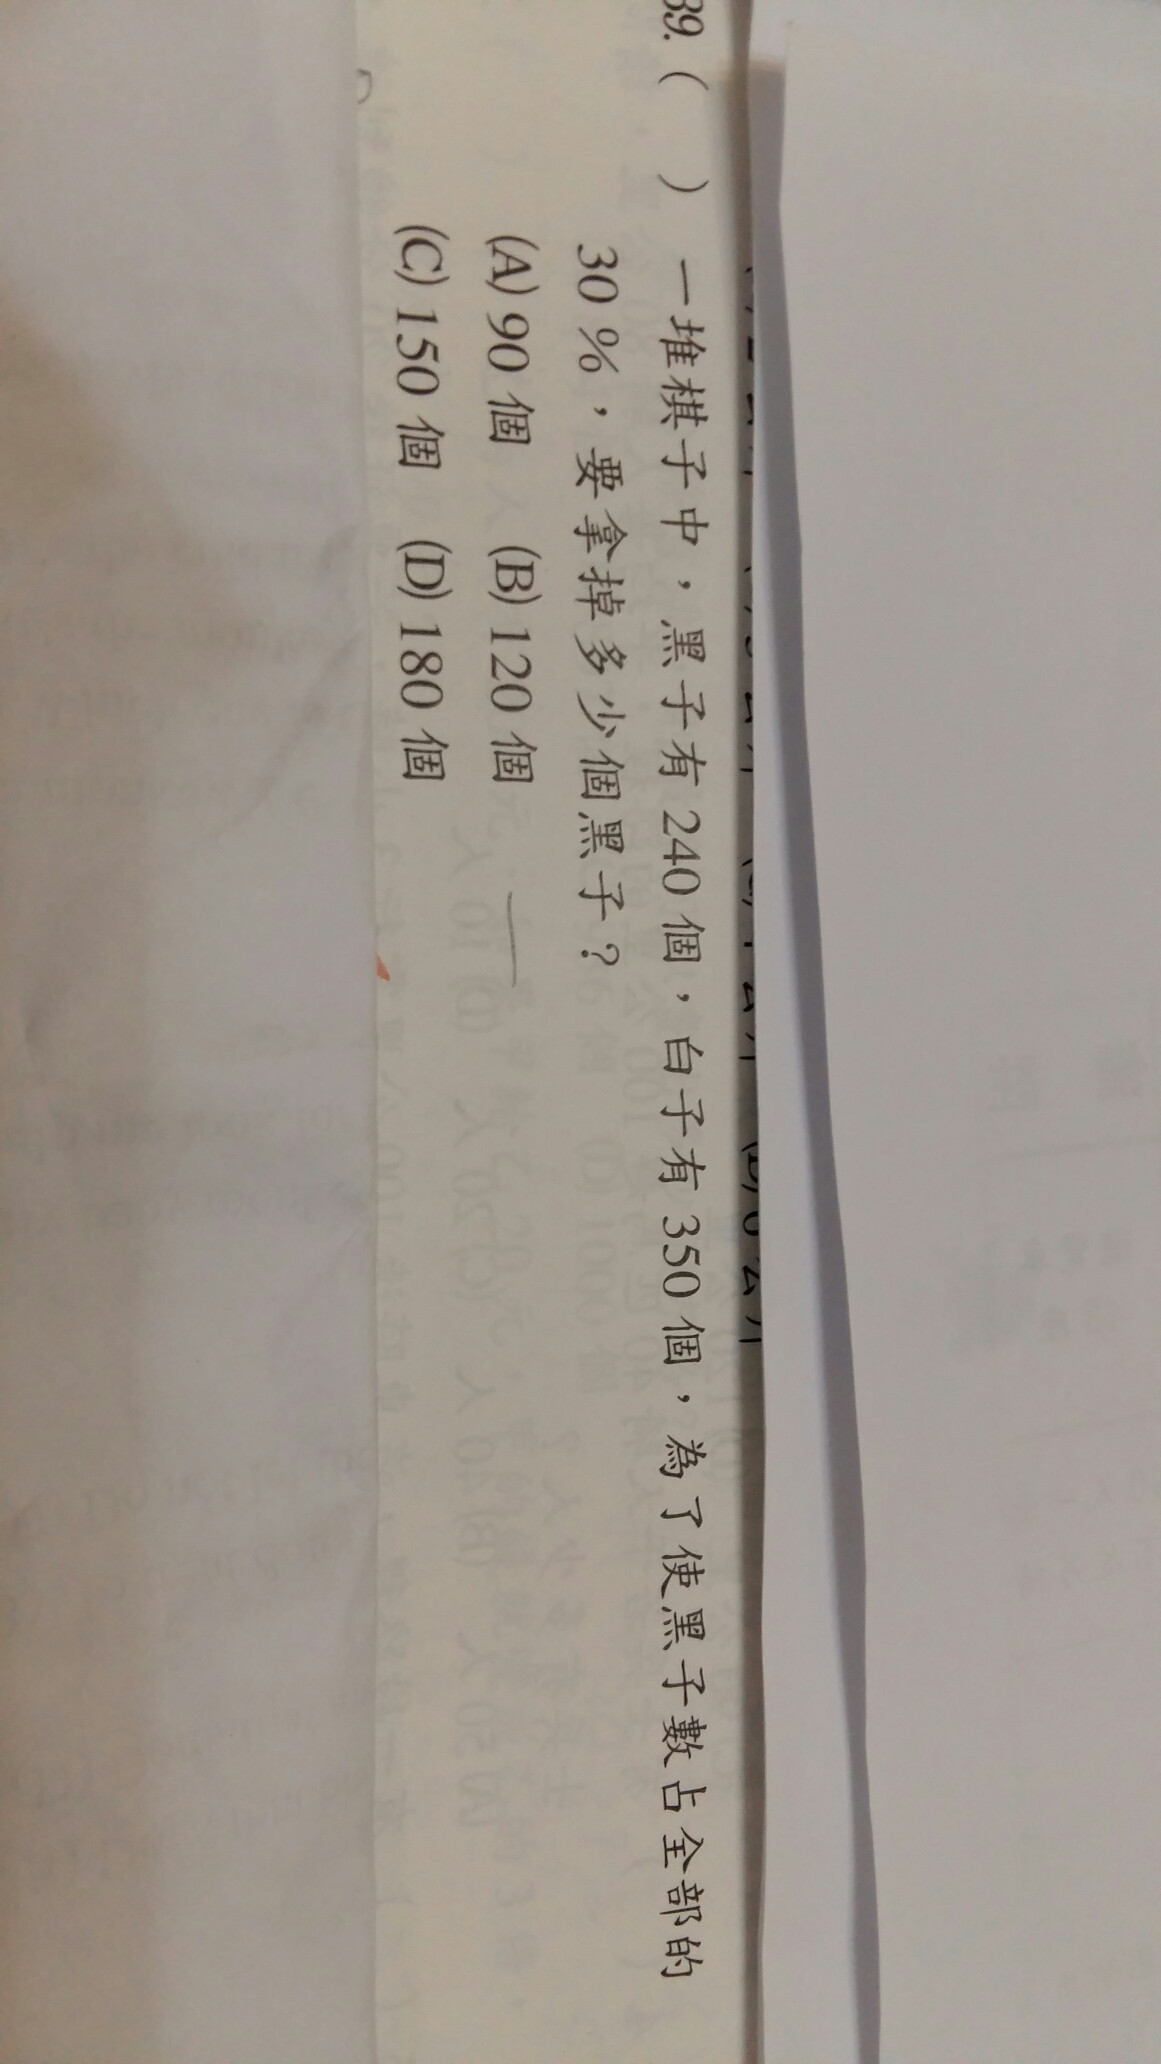 39. (　　) 一堆棋子中，黑子有 240 個，白子有 350 個，為了使黑子數占全部的
30 %，要拿掉多少個黑子？
(A) 90 個　(B) 120 個
(C) 150 個　(D) 180 個